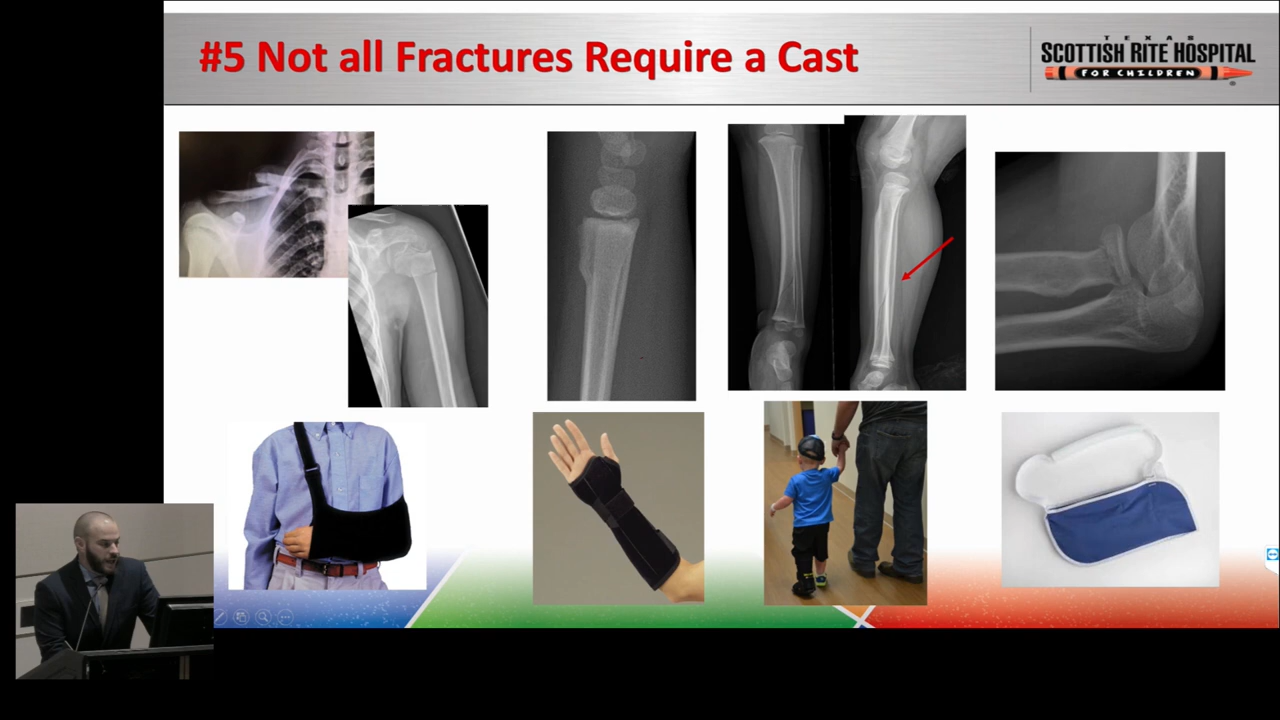 #5 Not all Fractures Require a Cast
TEXAS
SCOTTISH RITE HOSPITAL
FOR CHILDREN